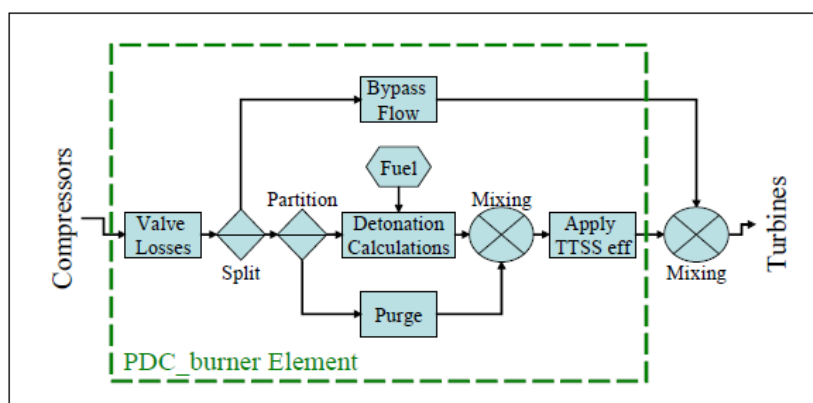 Bypass
Flow
Fuel
Partition
Mixing
Compressors
Valve
Losses
Detonation
Calculations
Apply
TTSS eff
Turbines
Split
Mixing
Purge
PDC_burner Element